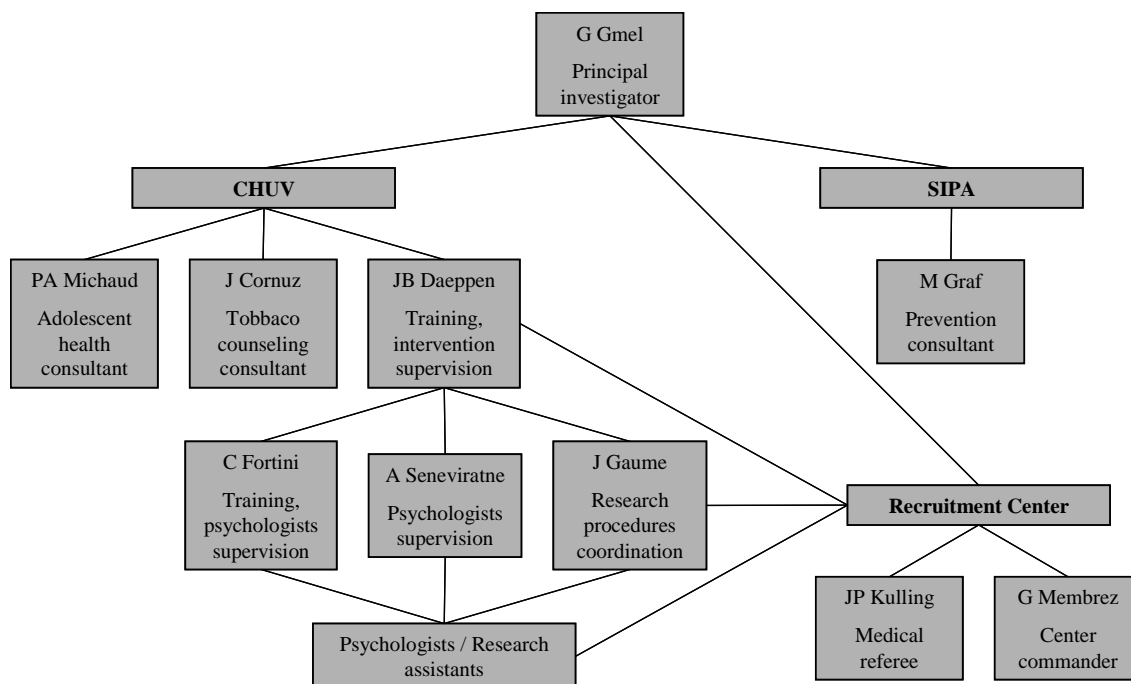 G Gmel
Principal
investigator
CHUV
SIPA
PA Michaud
Adolescent
health
consultant
J Cornuz
Tobbaco
counseling
consultant
JB Daeppen
Training,
intervention
supervision
M Graf
Prevention
consultant
C Fortini
Training,
psychologists
supervision
A Seneviratne
Psychologists
supervision
J Gaume
Research
procedures
coordination
Recruitment Center
JP Kulling
Medical
referee
G Membrez
Center
commander
Psychologists / Research
assistants